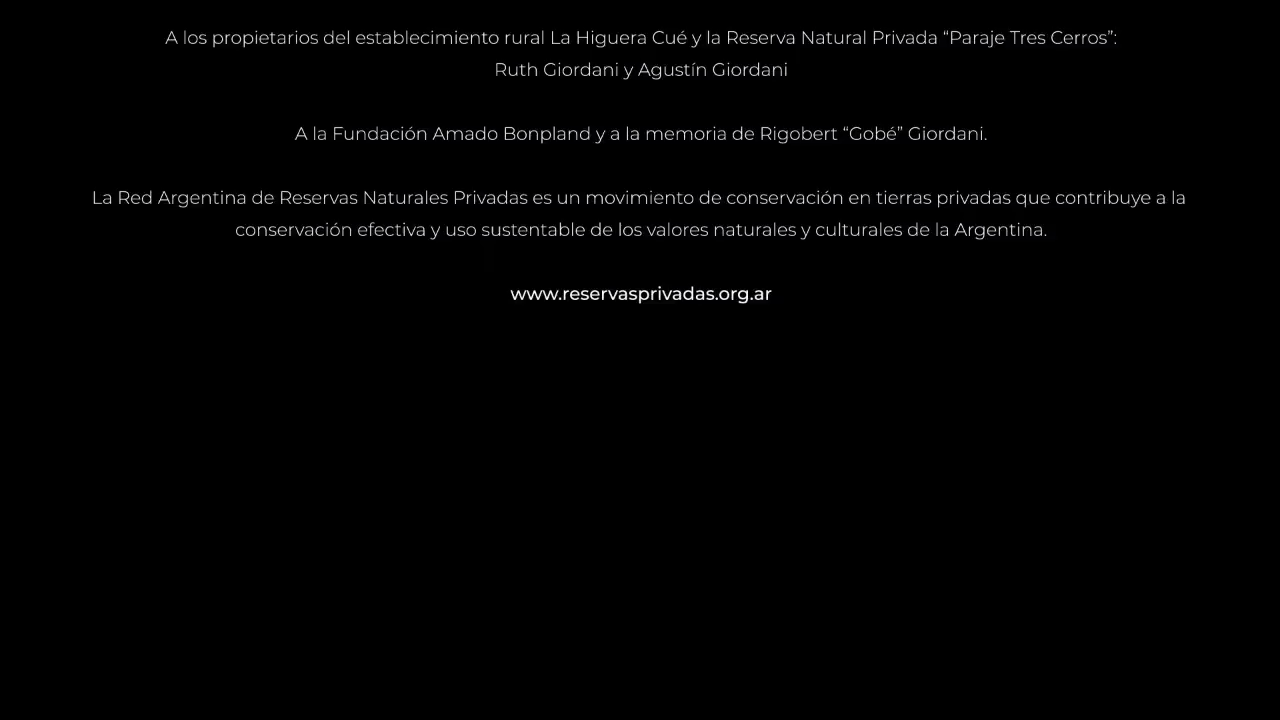 A los propietarios del establecimiento rural La Higuera Cué y la Reserva Natural Privada “Paraje Tres Cerros”:
Ruth Giordani y Agustín Giordani
A la Fundación Amado Bonpland y a la memoria de Rigobert “Gobé” Giordani.
La Red Argentina de Reservas Naturales Privadas es un movimiento de conservación en tierras privadas que contribuye a la
conservación efectiva y uso sustentable de los valores naturales y culturales de la Argentina.
www.reservasprivadas.org.ar